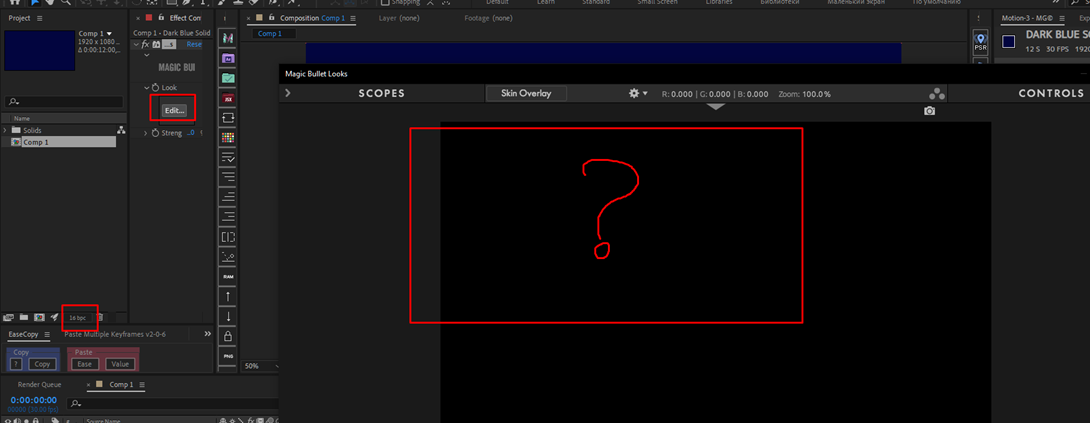 Snapping
Default
Learn
Standard
Small Screen
Libraries
Маленький экран
Библиотеки
По умолчанию
Project
Effect Con
Composition Comp 1
Layer (none)
Footage (none)
Motion-3 - MG©
Expr
Comp 1
1920 x 1080
Δ 0:00:12:00,
Comp 1 - Dark Blue Solid
fx
Rese
Comp 1
DARK BLUE SO
12 S 30 FPS 1920
PSR
MAGIC BUI
Magic Bullet Looks
Look
SCOPES
Skin Overlay
R: 0.000 | G: 0.000 | B: 0.000
Zoom: 100.0%
CONTROLS
Edit...
JSX
Name
Solids
Streng
Comp 1
?
RAM
16 bpc
EaseCopy
Paste Multiple Keyframes v2-0-6
Copy
Paste
?
Copy
Ease
Value
PNG
50%
Render Queue
Comp 1
0:00:00:00
00000 (30.00 fps)
Source Name